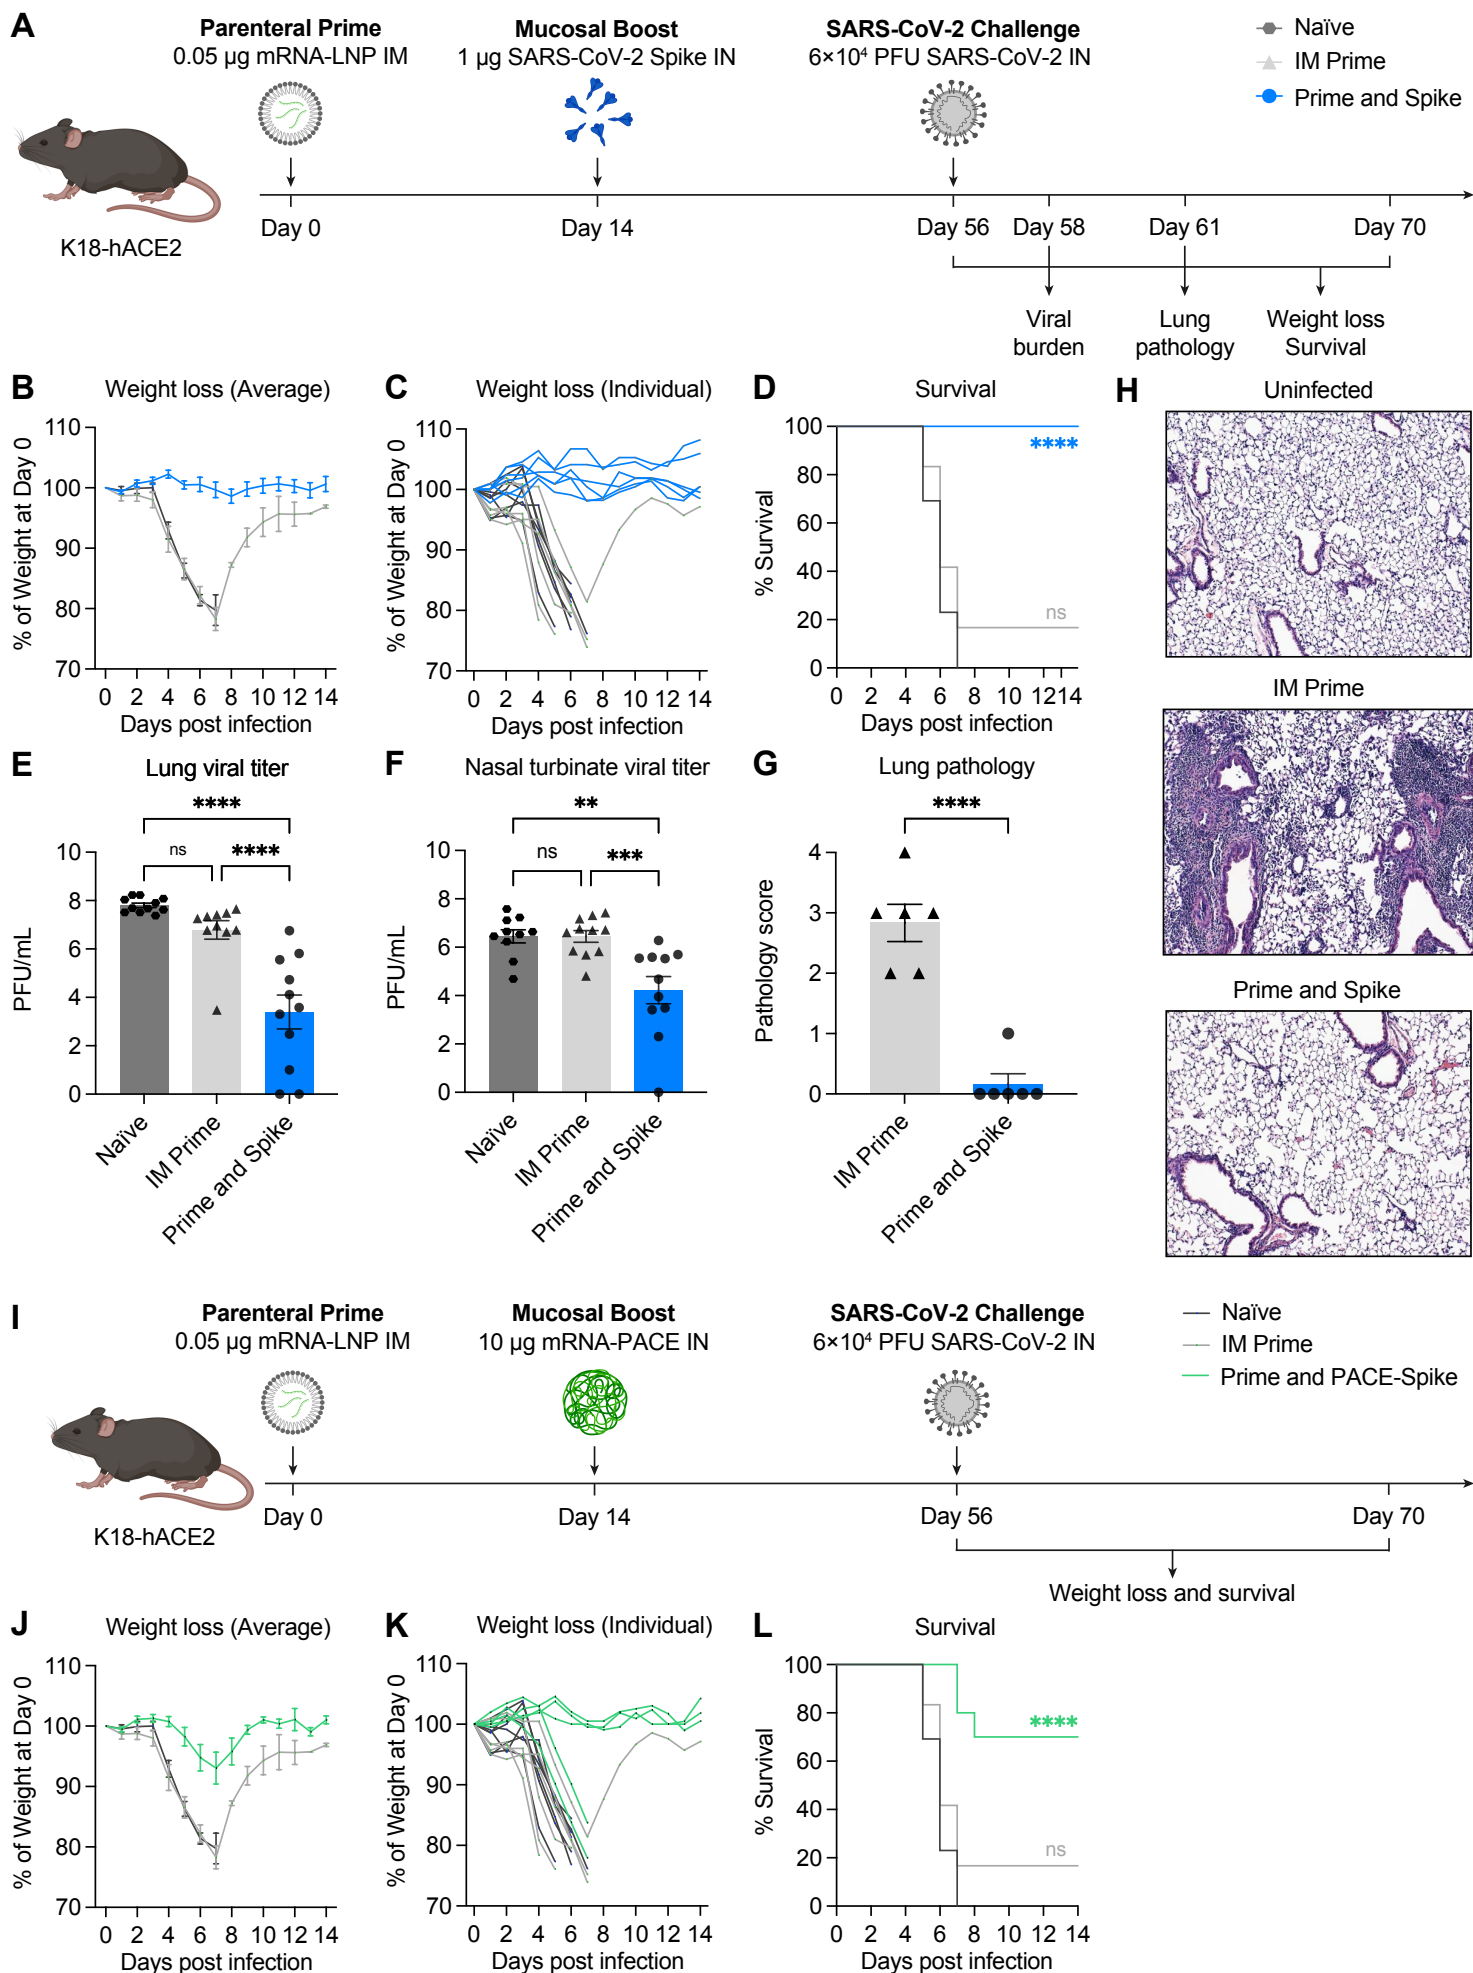 A
Parenteral Prime
0.05 µg mRNA-LNP IM
Mucosal Boost
1 µg SARS-CoV-2 Spike IN
SARS-CoV-2 Challenge
6×10⁴ PFU SARS-CoV-2 IN
Naïve
IM Prime
Prime and Spike
K18-hACE2
Day 0
Day 14
Day 56
Day 58
Day 61
Day 70
Viral
burden
Lung
pathology
Weight loss
Survival
B
Weight loss (Average)
% of Weight at Day 0
110
100
90
80
70
0 2 4 6 8 10 12 14
Days post infection
C
Weight loss (Individual)
% of Weight at Day 0
110
100
90
80
70
0 2 4 6 8 10 12 14
Days post infection
D
Survival
% Survival
100
80
60
40
20
0
****
ns
0 2 4 6 8 10 12 13 14
Days post infection
H
Uninfected
IM Prime
Prime and Spike
E
Lung viral titer
****
ns
****
PFU/mL
10
8
6
4
2
0
Naïve
IM Prime
Prime and Spike
F
Nasal turbinate viral titer
**
ns
***
PFU/mL
10
8
6
4
2
0
Naïve
IM Prime
Prime and Spike
G
Lung pathology
****
Pathology score
4
3
2
1
0
IM Prime
Prime and Spike
I
Parenteral Prime
0.05 µg mRNA-LNP IM
Mucosal Boost
10 µg mRNA-PACE IN
SARS-CoV-2 Challenge
6×10⁴ PFU SARS-CoV-2 IN
Naïve
IM Prime
Prime and PACE-Spike
K18-hACE2
Day 0
Day 14
Day 56
Day 70
Weight loss and survival
J
Weight loss (Average)
% of Weight at Day 0
110
100
90
80
70
0 2 4 6 8 10 12 14
Days post infection
K
Weight loss (Individual)
% of Weight at Day 0
110
100
90
80
70
0 2 4 6 8 10 12 14
Days post infection
L
Survival
% Survival
100
80
60
40
20
0
****
ns
0 2 4 6 8 10 12 14
Days post infection